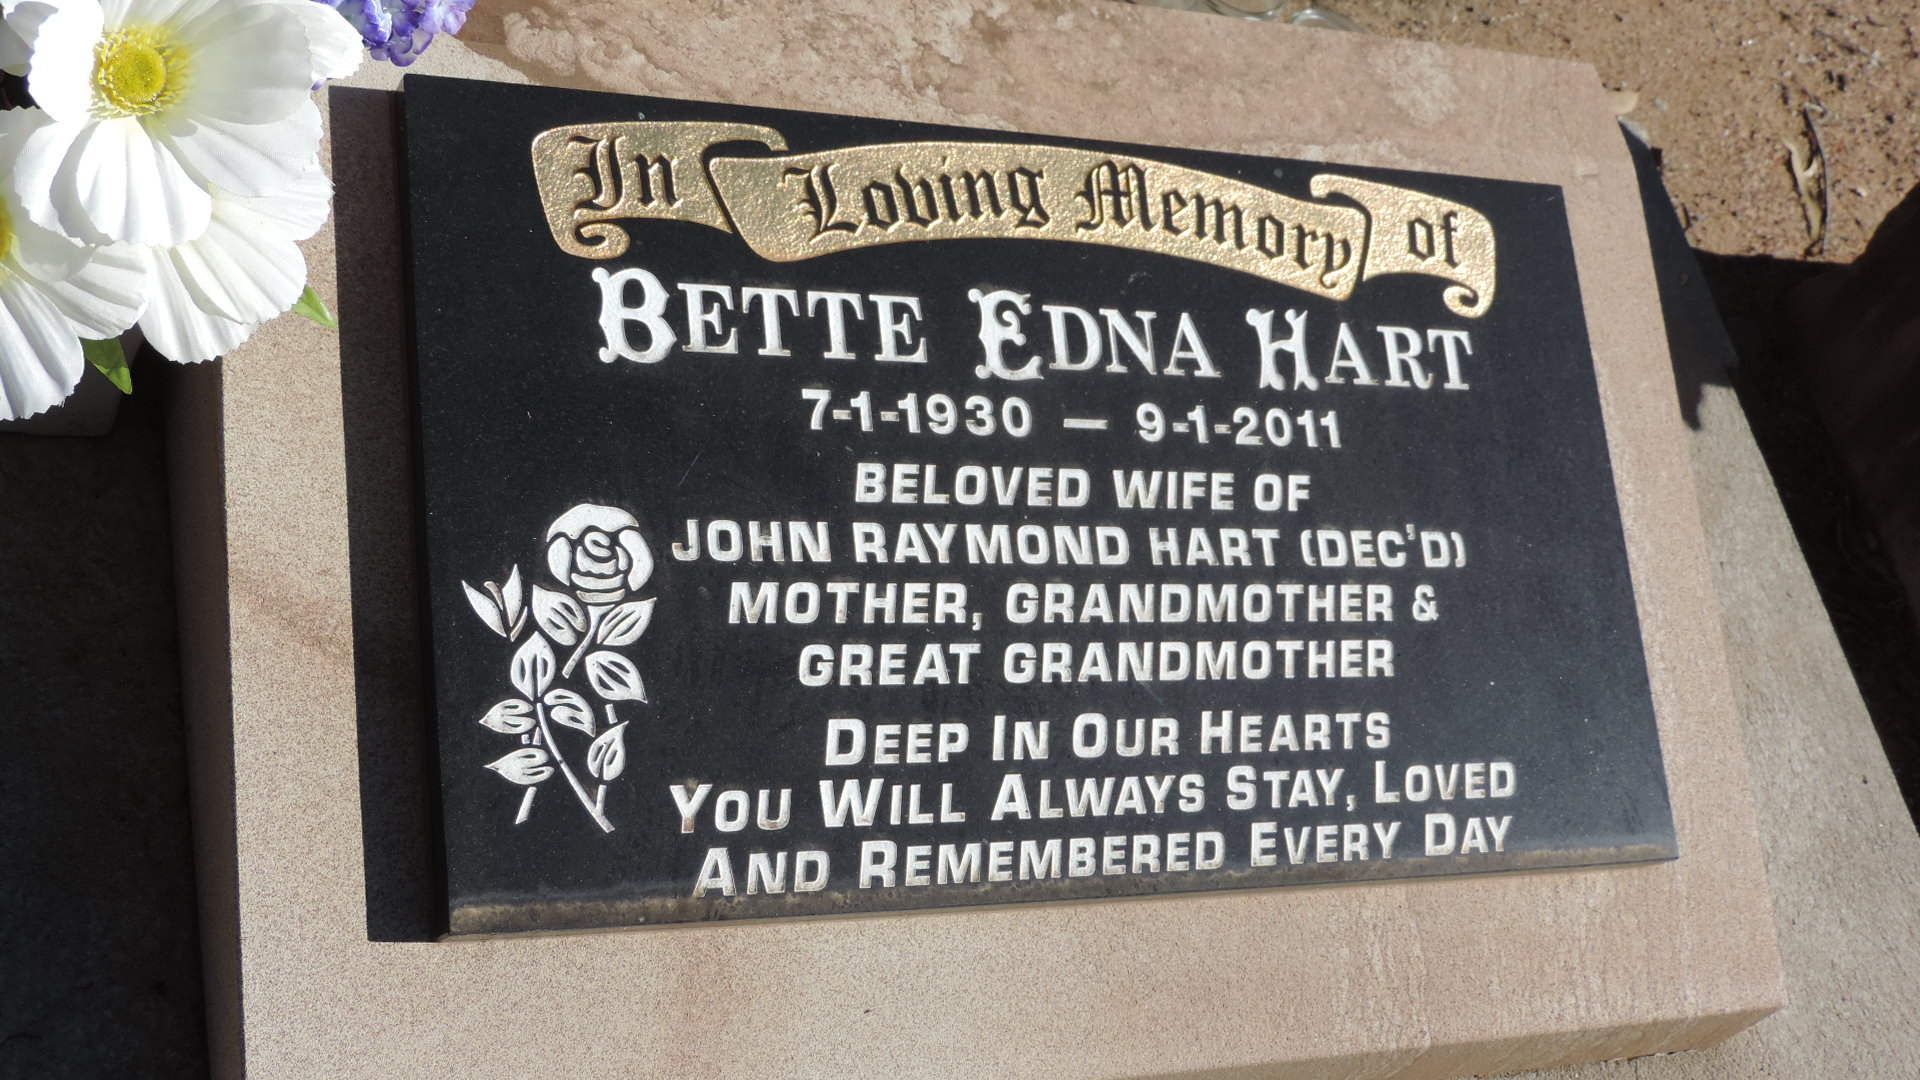 In Loving Memory of
BETTE EDNA HART
7-1-1930 — 9-1-2011
BELOVED WIFE OF
JOHN RAYMOND HART (DEC'D)
MOTHER, GRANDMOTHER &
GREAT GRANDMOTHER
DEEP IN OUR HEARTS
YOU WILL ALWAYS STAY, LOVED
AND REMEMBERED EVERY DAY